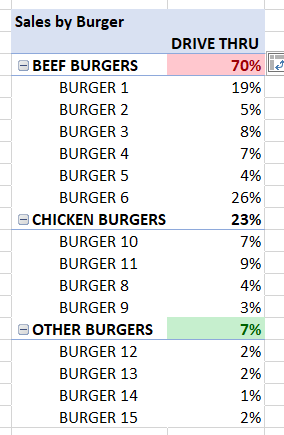 Sales by Burger
DRIVE THRU
BEEF BURGERS 70%
BURGER 1 19%
BURGER 2 5%
BURGER 3 8%
BURGER 4 7%
BURGER 5 4%
BURGER 6 26%
CHICKEN BURGERS 23%
BURGER 10 7%
BURGER 11 9%
BURGER 8 4%
BURGER 9 3%
OTHER BURGERS 7%
BURGER 12 2%
BURGER 13 2%
BURGER 14 1%
BURGER 15 2%